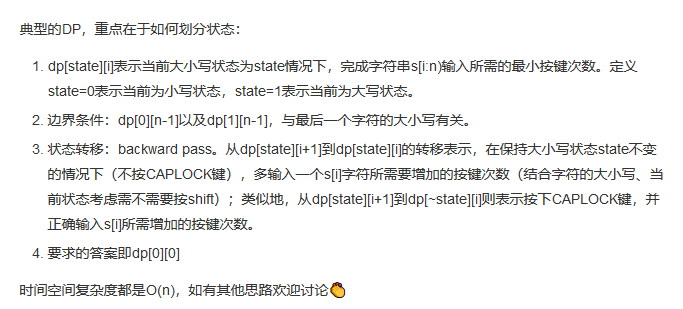 典型的DP，重点在于如何划分状态：
1. dp[state][i]表示当前大小写状态为state情况下，完成字符串s[i:n)输入所需的最小按键次数。定义
state=0表示当前为小写状态，state=1表示当前为大写状态。
2. 边界条件：dp[0][n-1]以及dp[1][n-1]，与最后一个字符的大小写有关。
3. 状态转移：backward pass。从dp[state][i+1]到dp[state][i]的转移表示，在保持大小写状态state不变
的情况下（不按CAPLOCK键），多输入一个s[i]字符所需要增加的按键次数（结合字符的大小写、当
前状态考虑需不需要按shift）；类似地，从dp[state][i+1]到dp[~state][i]则表示按下CAPLOCK键，并
正确输入s[i]所需增加的按键次数。
4. 要求的答案即dp[0][0]
时间空间复杂度都是O(n)，如有其他思路欢迎讨论👏